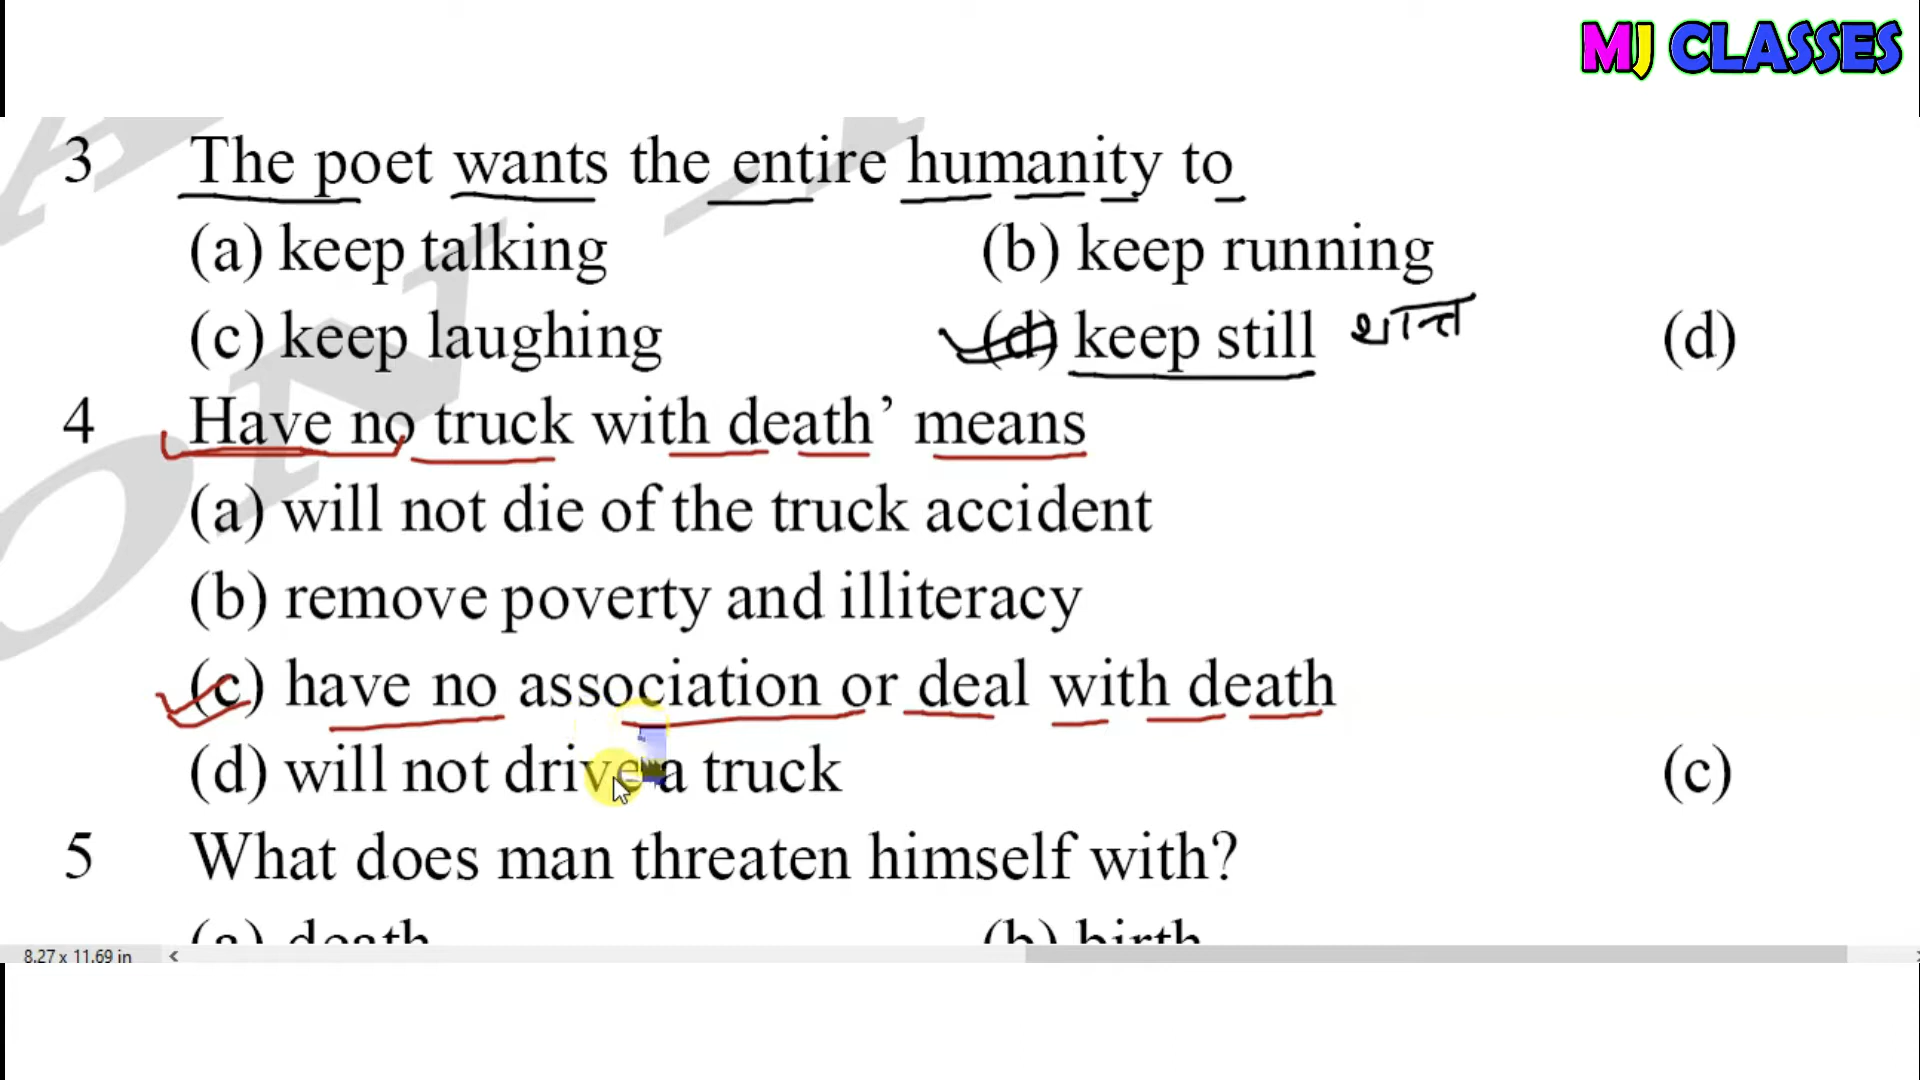 MJ CLASSES
3 The poet wants the entire humanity to
(a) keep talking (b) keep running
(c) keep laughing (d) keep still शान्त (d)
4 Have no truck with death’ means
(a) will not die of the truck accident
(b) remove poverty and illiteracy
(c) have no association or deal with death
(d) will not drive a truck (c)
5 What does man threaten himself with?
(a) death (b) birth
8.27 x 11.69 in